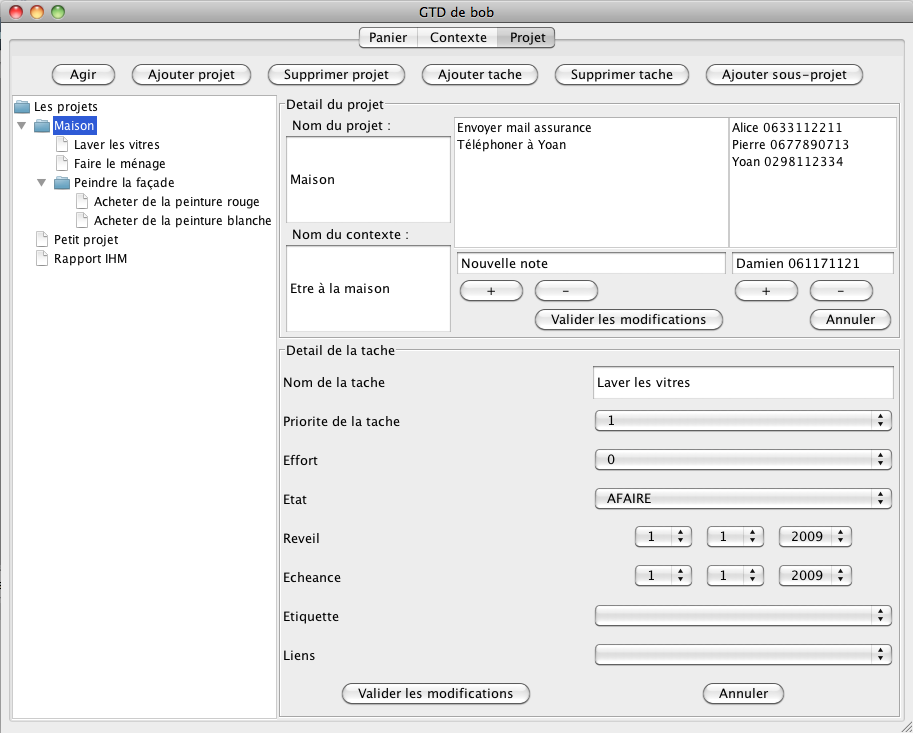 GTD de bob
Panier Contexte Projet
Agir Ajouter projet Supprimer projet Ajouter tache Supprimer tache Ajouter sous-projet
Les projets
Maison
Laver les vitres
Faire le ménage
Peindre la façade
Acheter de la peinture rouge
Acheter de la peinture blanche
Petit projet
Rapport IHM
Detail du projet
Nom du projet :
Maison
Nom du contexte :
Etre à la maison
Envoyer mail assurance
Téléphoner à Yoan
Nouvelle note
+ -
Alice 0633112211
Pierre 0677890713
Yoan 0298112334
Damien 061171121
+ -
Valider les modifications Annuler
Detail de la tache
Nom de la tache Laver les vitres
Priorite de la tache 1
Effort 0
Etat AFAIRE
Reveil 1 1 2009
Echeance 1 1 2009
Etiquette
Liens
Valider les modifications Annuler